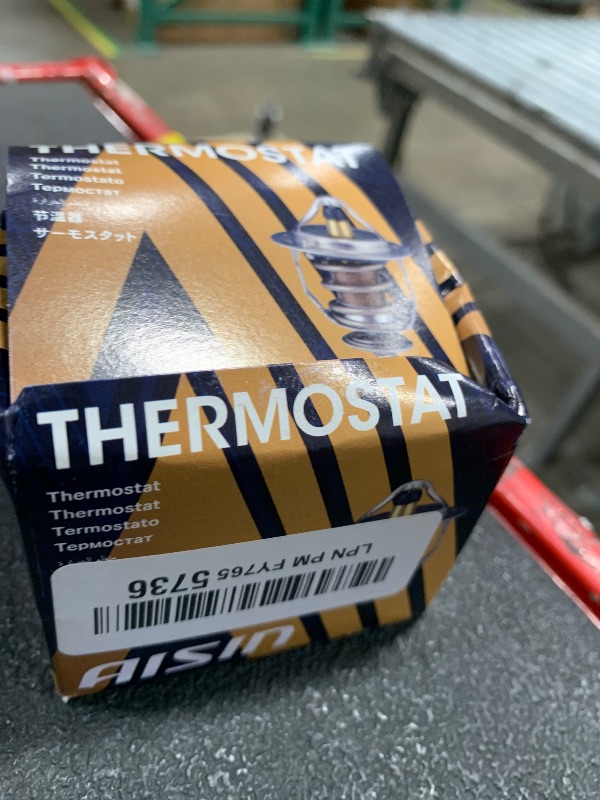 THERMOSTAT
Thermostat
Thermostat
Termostato
Термостат
节温器
サーモスタット
THERMOSTAT
Thermostat
Thermostat
Termostato
Термостат
LPN PM FY765 5736
AISIN